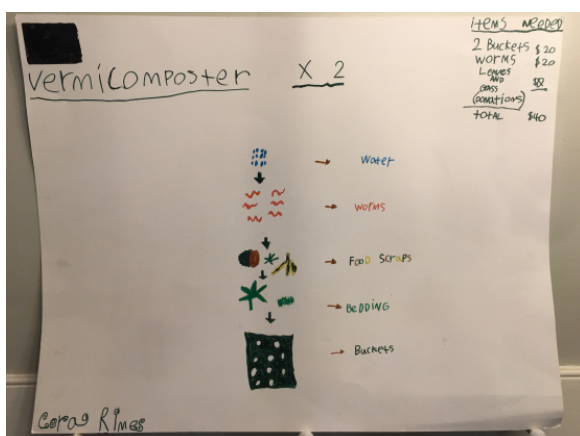 vermicomposter X 2
items needed
2 Buckets $20
worms $20
Leaves
AND
(Donations)
total $40
water
worms
Food Scraps
Bedding
Buckets